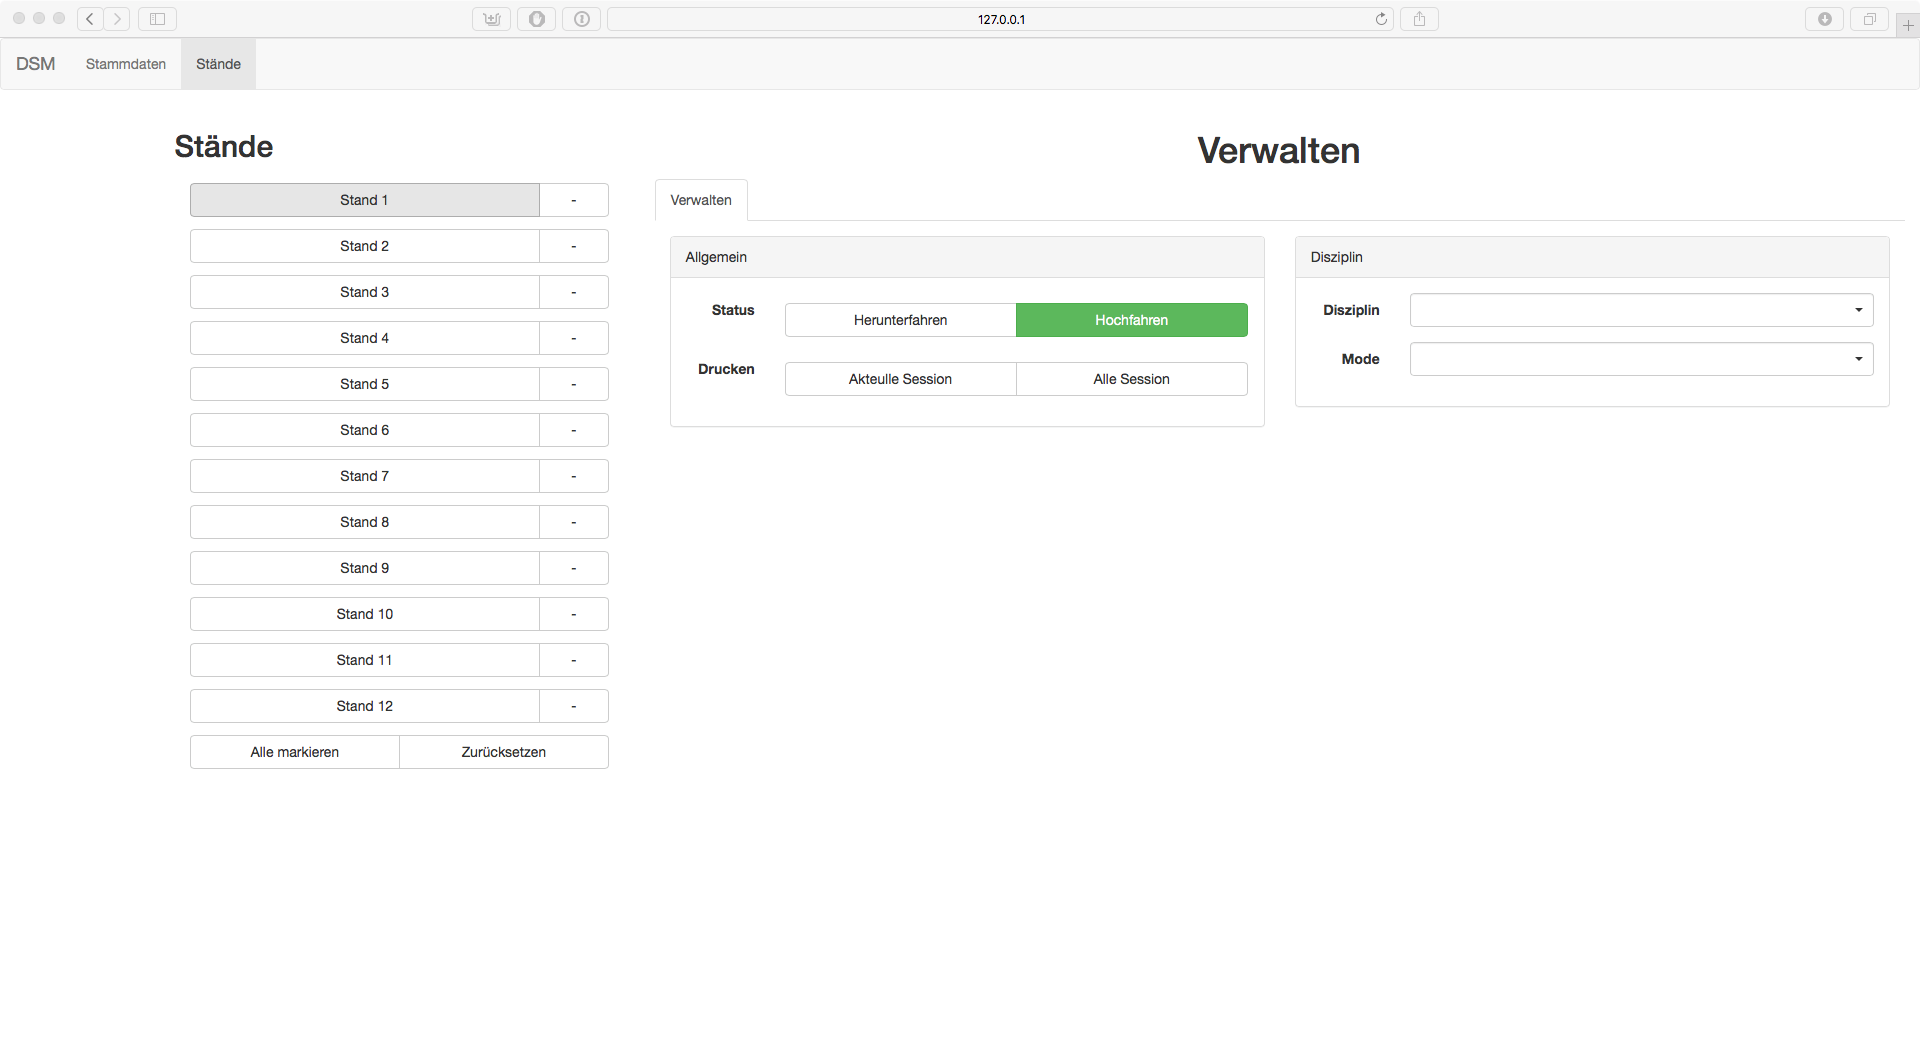 127.0.0.1
DSM Stammdaten Stände
Stände
Stand 1 -
Stand 2 -
Stand 3 -
Stand 4 -
Stand 5 -
Stand 6 -
Stand 7 -
Stand 8 -
Stand 9 -
Stand 10 -
Stand 11 -
Stand 12 -
Alle markieren Zurücksetzen
Verwalten
Verwalten
Allgemein
Status Herunterfahren Hochfahren
Drucken Akteulle Session Alle Session
Disziplin
Disziplin
Mode